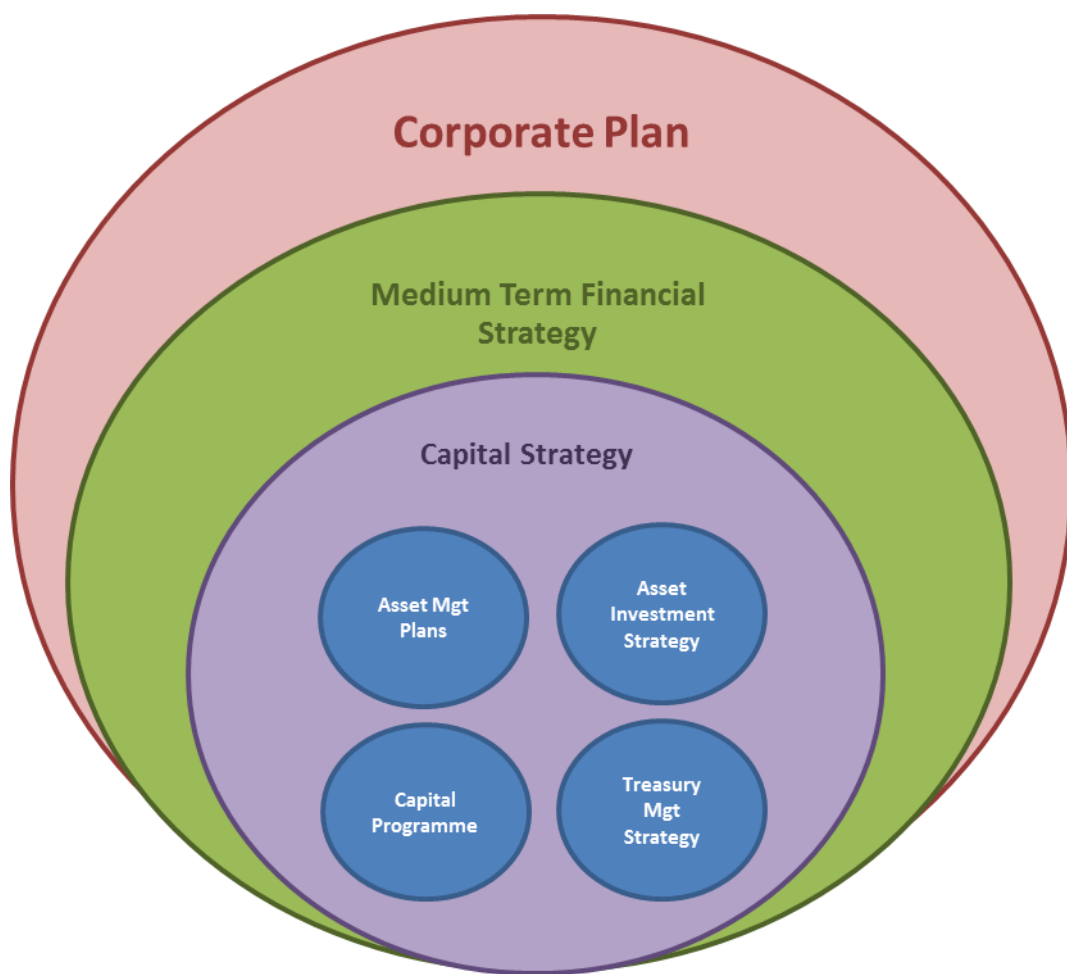 Corporate Plan
Medium Term Financial
Strategy
Capital Strategy
Asset Mgt
Plans
Asset
Investment
Strategy
Capital
Programme
Treasury
Mgt
Strategy